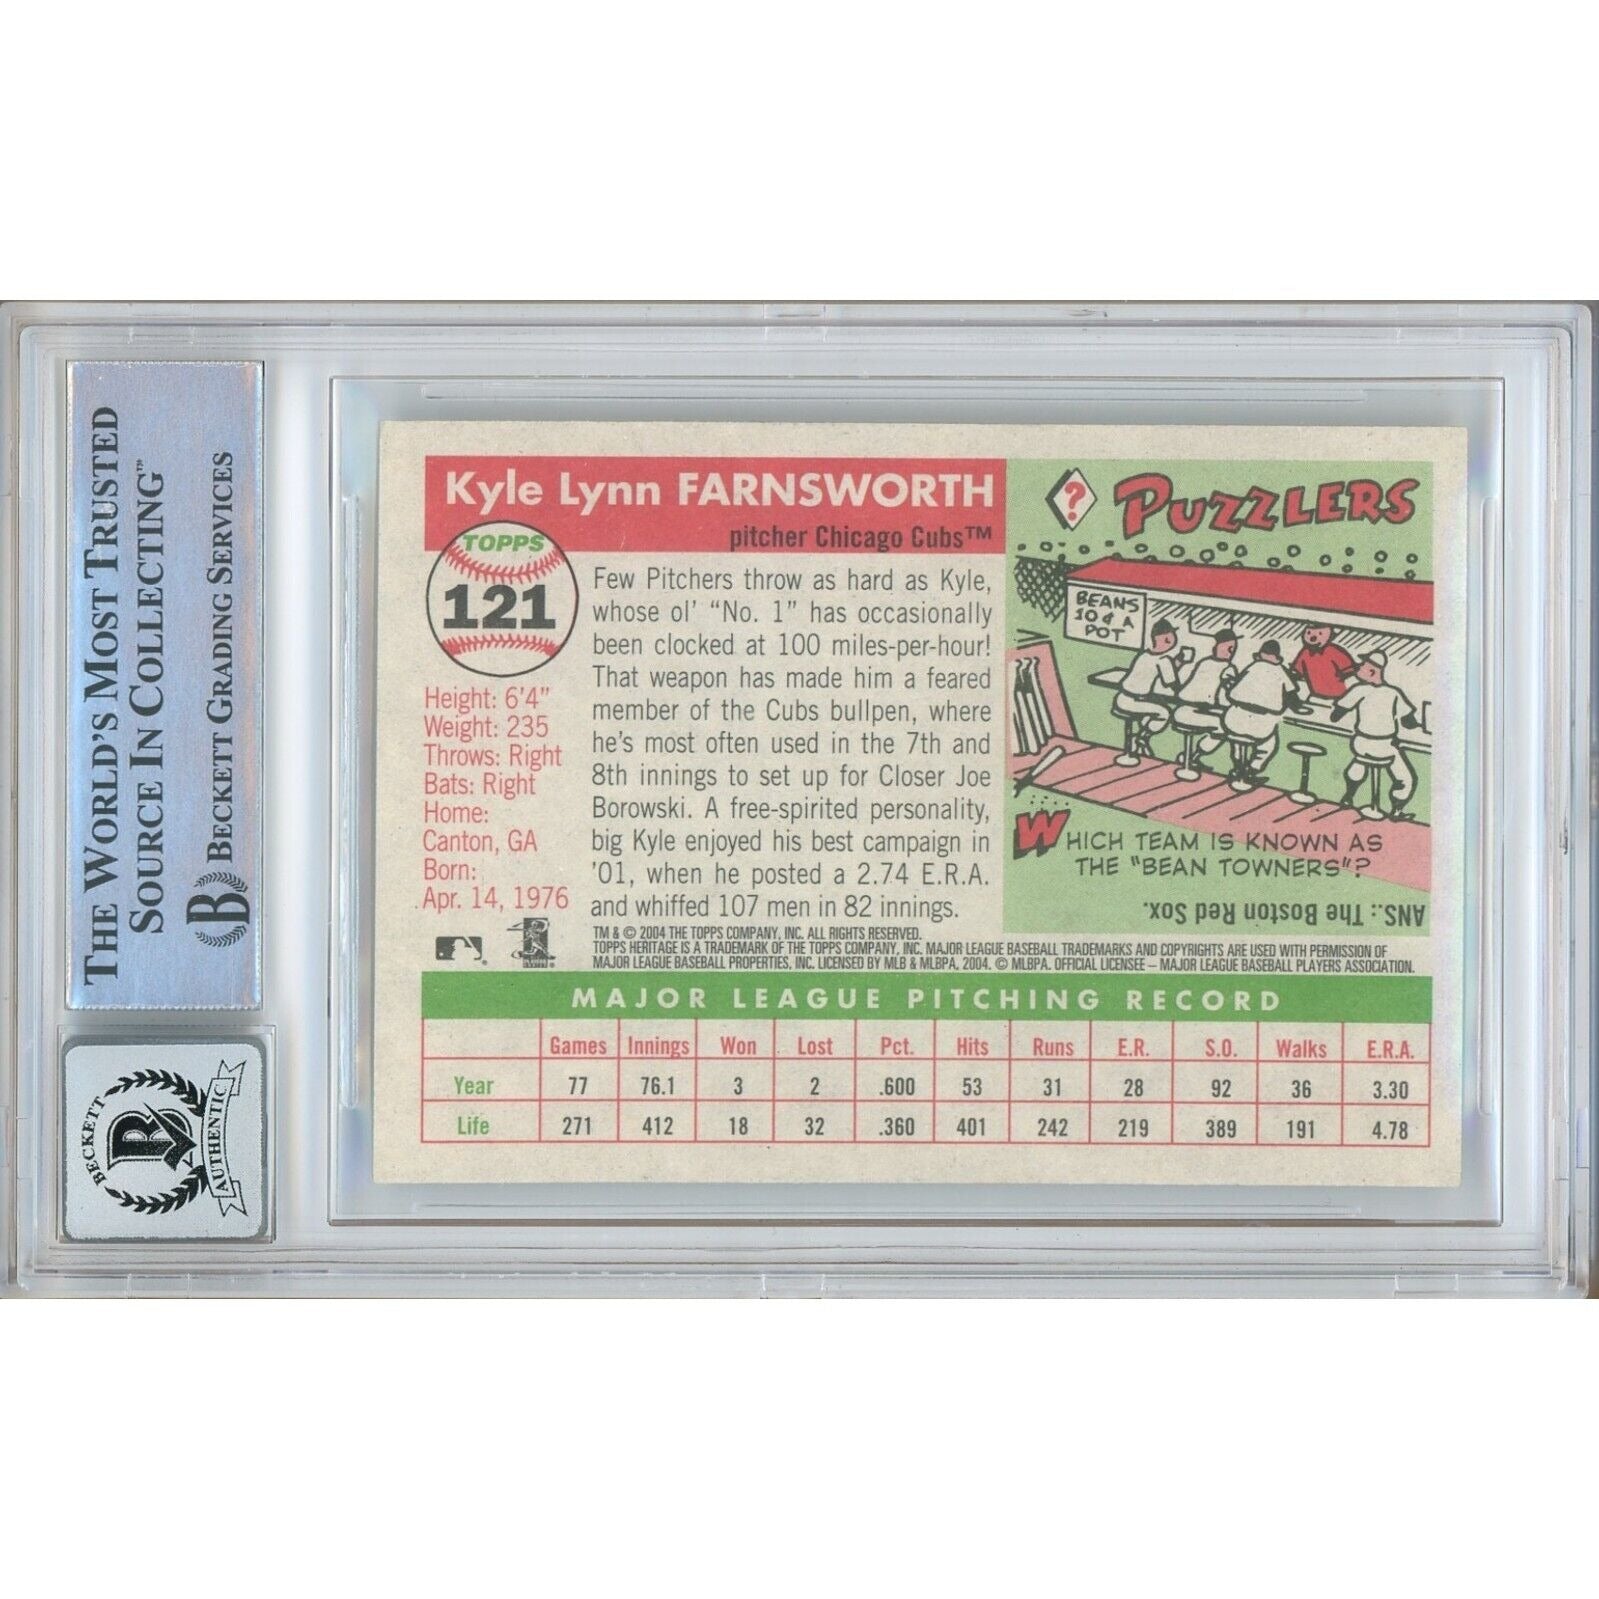 THE WORLD'S MOST TRUSTED
SOURCE IN COLLECTING™
BECKETT GRADING SERVICES
BECKETT
AUTHENTIC
Kyle Lynn FARNSWORTH
pitcher Chicago Cubs™
TOPPS
121
Height: 6'4"
Weight: 235
Throws: Right
Bats: Right
Home:
Canton, GA
Born:
Apr. 14, 1976
Few Pitchers throw as hard as Kyle,
whose ol' "No. 1" has occasionally
been clocked at 100 miles-per-hour!
That weapon has made him a feared
member of the Cubs bullpen, where
he's most often used in the 7th and
8th innings to set up for Closer Joe
Borowski. A free-spirited personality,
big Kyle enjoyed his best campaign in
'01, when he posted a 2.74 E.R.A.
and whiffed 107 men in 82 innings.
? PUZZLERS
BEANS
10¢ A
POT
WHICH TEAM IS KNOWN AS
THE "BEAN TOWNERS"?
ANS.: The Boston Red Sox.
TM & © 2004 THE TOPPS COMPANY, INC. ALL RIGHTS RESERVED.
TOPPS HERITAGE IS A TRADEMARK OF THE TOPPS COMPANY, INC. MAJOR LEAGUE BASEBALL TRADEMARKS AND COPYRIGHTS ARE USED WITH PERMISSION OF
MAJOR LEAGUE BASEBALL PROPERTIES, INC. LICENSED BY MLB & MLBPA, 2004. © MLBPA. OFFICIAL LICENSEE – MAJOR LEAGUE BASEBALL PLAYERS ASSOCIATION.
MAJOR LEAGUE PITCHING RECORD
Games Innings Won Lost Pct. Hits Runs E.R. S.O. Walks E.R.A.
Year 77 76.1 3 2 .600 53 31 28 92 36 3.30
Life 271 412 18 32 .360 401 242 219 389 191 4.78